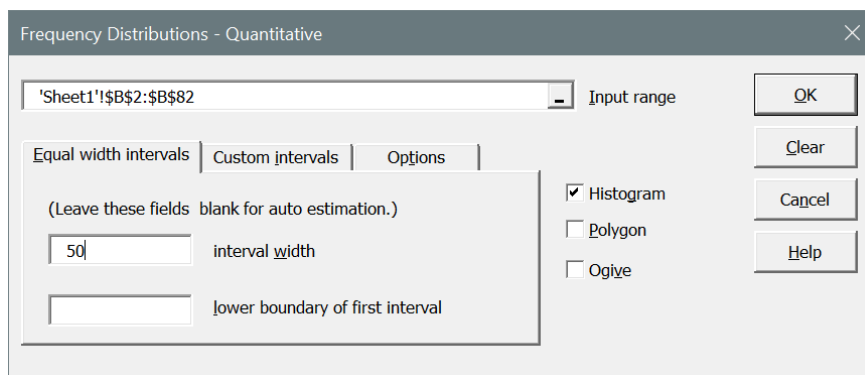 Frequency Distributions - Quantitative
'Sheet1'!$B$2:$B$82
Input range
OK
Equal width intervals
Custom intervals
Options
Clear
(Leave these fields blank for auto estimation.)
Histogram
Cancel
50
interval width
Polygon
Help
Ogive
lower boundary of first interval